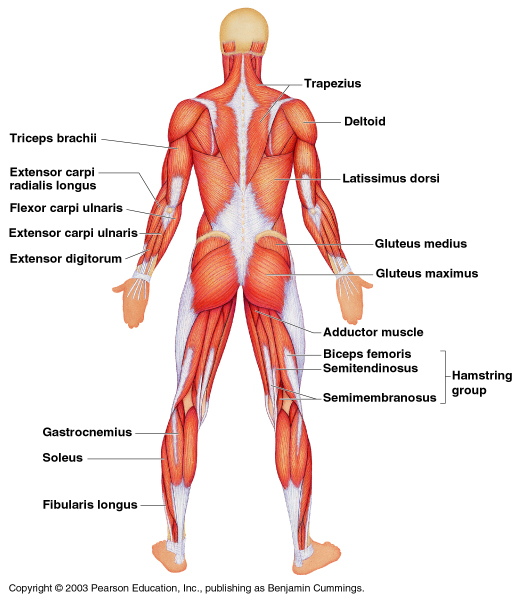 Trapezius
Deltoid
Triceps brachii
Extensor carpi
radialis longus
Latissimus dorsi
Flexor carpi ulnaris
Extensor carpi ulnaris
Gluteus medius
Extensor digitorum
Gluteus maximus
Adductor muscle
Biceps femoris
Semitendinosus
Semimembranosus
Hamstring
group
Gastrocnemius
Soleus
Fibularis longus
Copyright © 2003 Pearson Education, Inc., publishing as Benjamin Cummings.